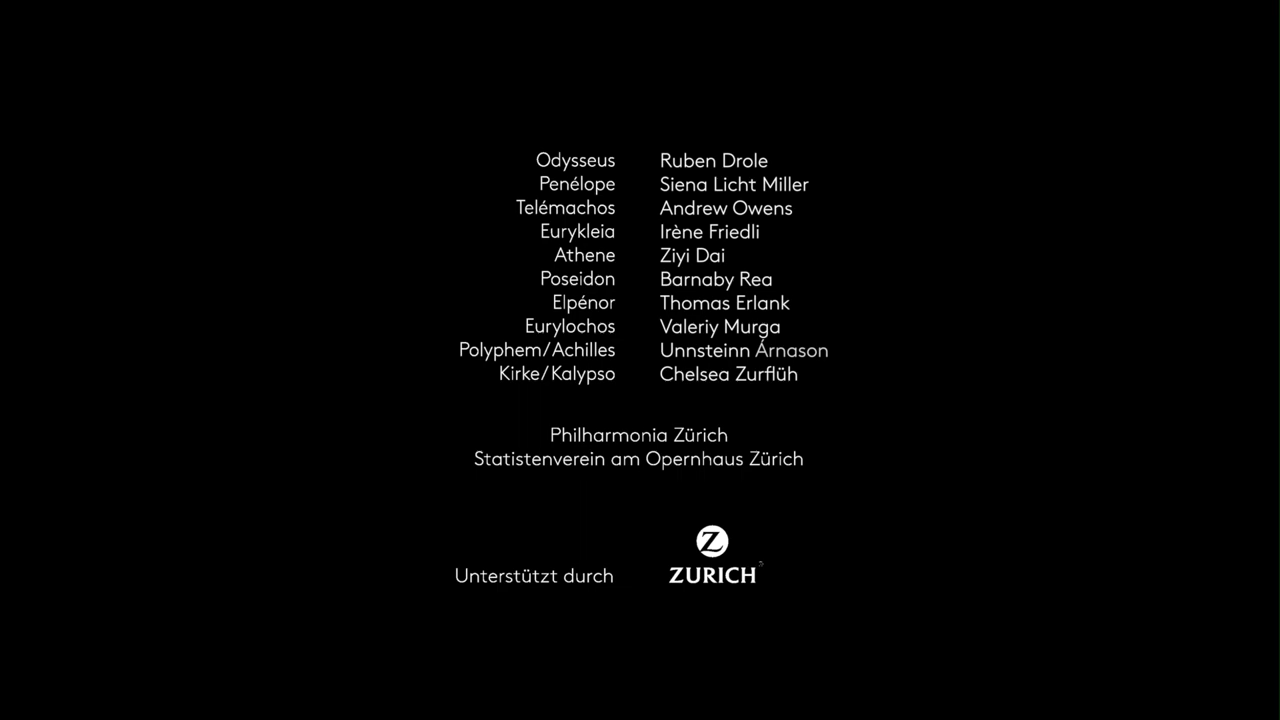 Odysseus Ruben Drole
Penélope Siena Licht Miller
Telémachos Andrew Owens
Eurykleia Irène Friedli
Athene Ziyi Dai
Poseidon Barnaby Rea
Elpénor Thomas Erlank
Eurylochos Valeriy Murga
Polyphem/Achilles Unnsteinn Árnason
Kirke/Kalypso Chelsea Zurflüh
Philharmonia Zürich
Statistenverein am Opernhaus Zürich
Z
Unterstützt durch ZURICH